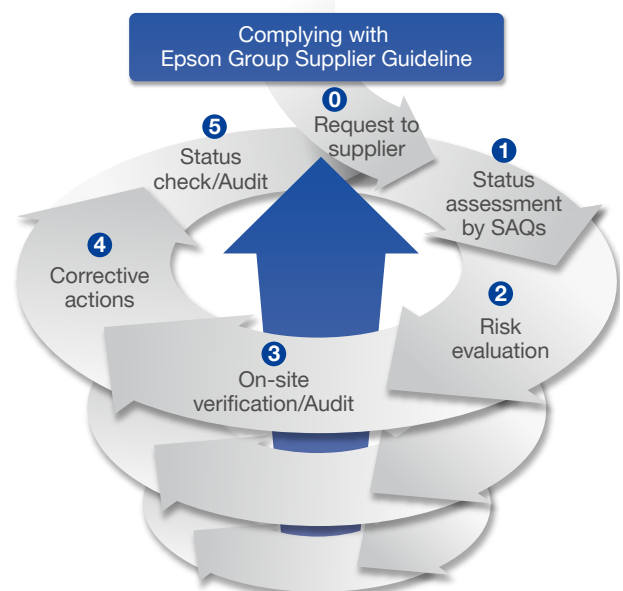 Complying with
Epson Group Supplier Guideline
0
Request to
supplier
1
Status
assessment
by SAQs
2
Risk
evaluation
3
On-site
verification/Audit
4
Corrective
actions
5
Status
check/Audit